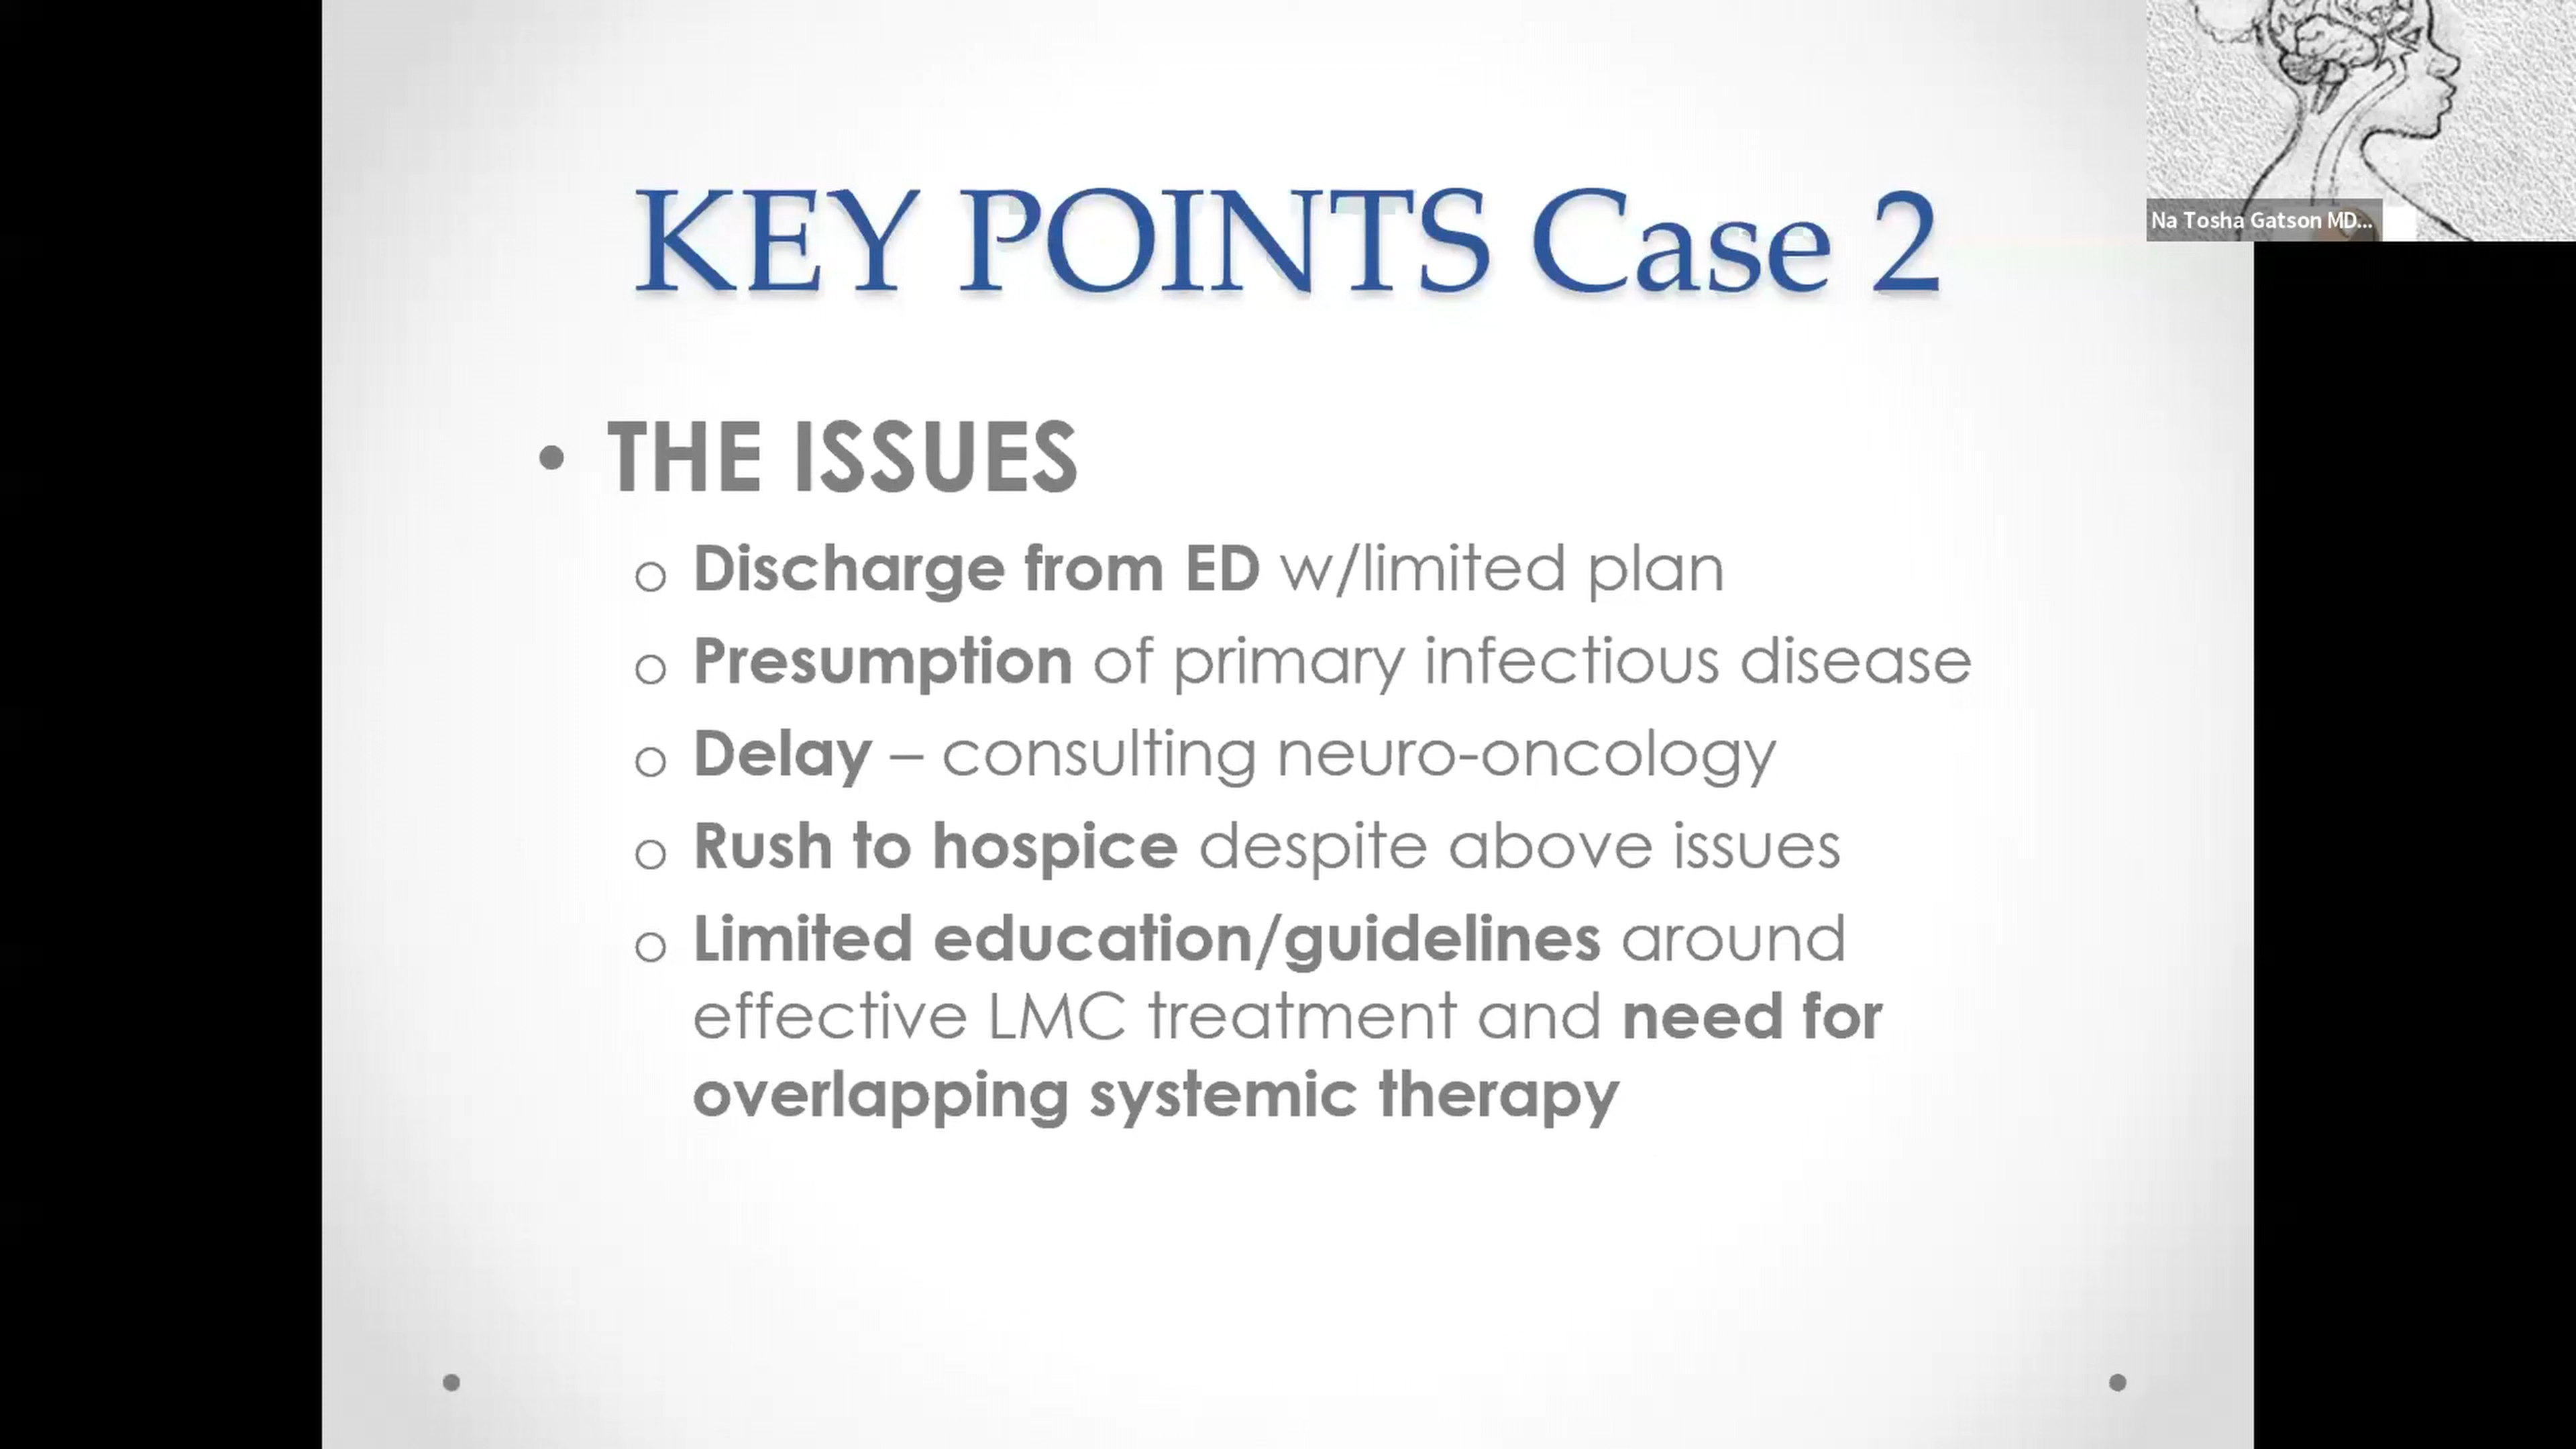 KEY POINTS Case 2
Na Tosha Gatson MD...
• THE ISSUES
o Discharge from ED w/limited plan
o Presumption of primary infectious disease
o Delay – consulting neuro-oncology
o Rush to hospice despite above issues
o Limited education/guidelines around
effective LMC treatment and need for
overlapping systemic therapy